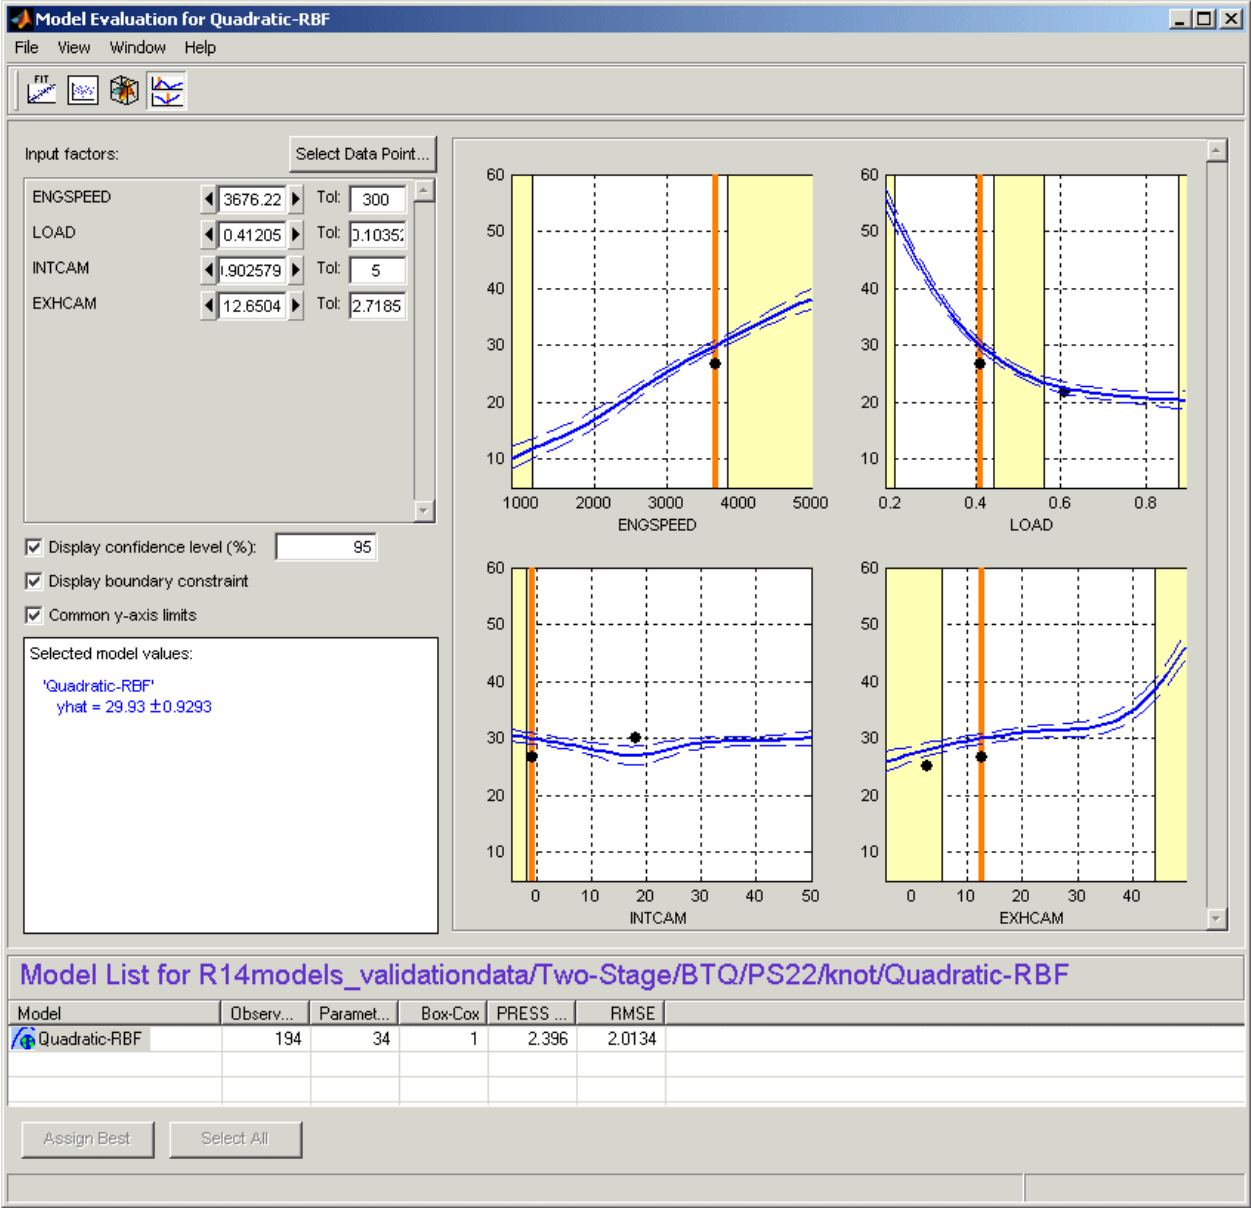 Model Evaluation for Quadratic-RBF
File View Window Help
FIT
Input factors:
Select Data Point...
ENGSPEED 3676.22 Tol: 300
LOAD 0.41205 Tol:
INTCAM Tol: 5
EXHCAM 12.6504 Tol: 2.7185
Display confidence level (%): 95
Display boundary constraint
Common y-axis limits
Selected model values:
'Quadratic-RBF'
yhat = 29.93 ±0.9293
60
50
40
30
20
10
1000 2000 3000 4000 5000
ENGSPEED
60
50
40
30
20
10
0.2 0.4 0.6 0.8
LOAD
60
50
40
30
20
10
0 10 20 30 40 50
INTCAM
60
50
40
30
20
10
0 10 20 30 40
EXHCAM
Model List for R14models_validationdata/Two-Stage/BTQ/PS22/knot/Quadratic-RBF
Model Observ... Paramet... Box-Cox PRESS ... RMSE
Quadratic-RBF 194 34 1 2.396 2.0134
Assign Best Select All